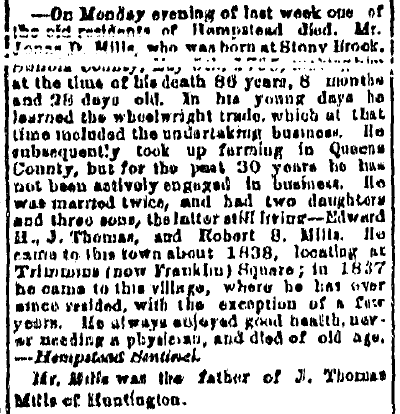 —On Monday evening of last week one of
the old residents of Hempstead died. Mr.
Jonas D. Mills, who was born at Stony Brook,
Suffolk County,
at the time of his death 86 years, 8 months
and 28 days old. In his young days he
learned the wheelwright trade, which at that
time included the undertaking business. He
subsequently took up farming in Queens
County, but for the past 30 years he has
not been actively engaged in business. He
was married twice, and had two daughters
and three sons, the latter still living—Edward
H., J. Thomas, and Robert S. Mills. He
came to this town about 1838, locating at
Trimmins (now Franklin) Square; in 1837
he came to this village, where he has ever
since resided, with the exception of a few
years. He always enjoyed good health, nev-
er needing a physician, and died of old age.
—Hempstead Sentinel.
Mr. Mills was the father of J. Thomas
Mills of Huntington.